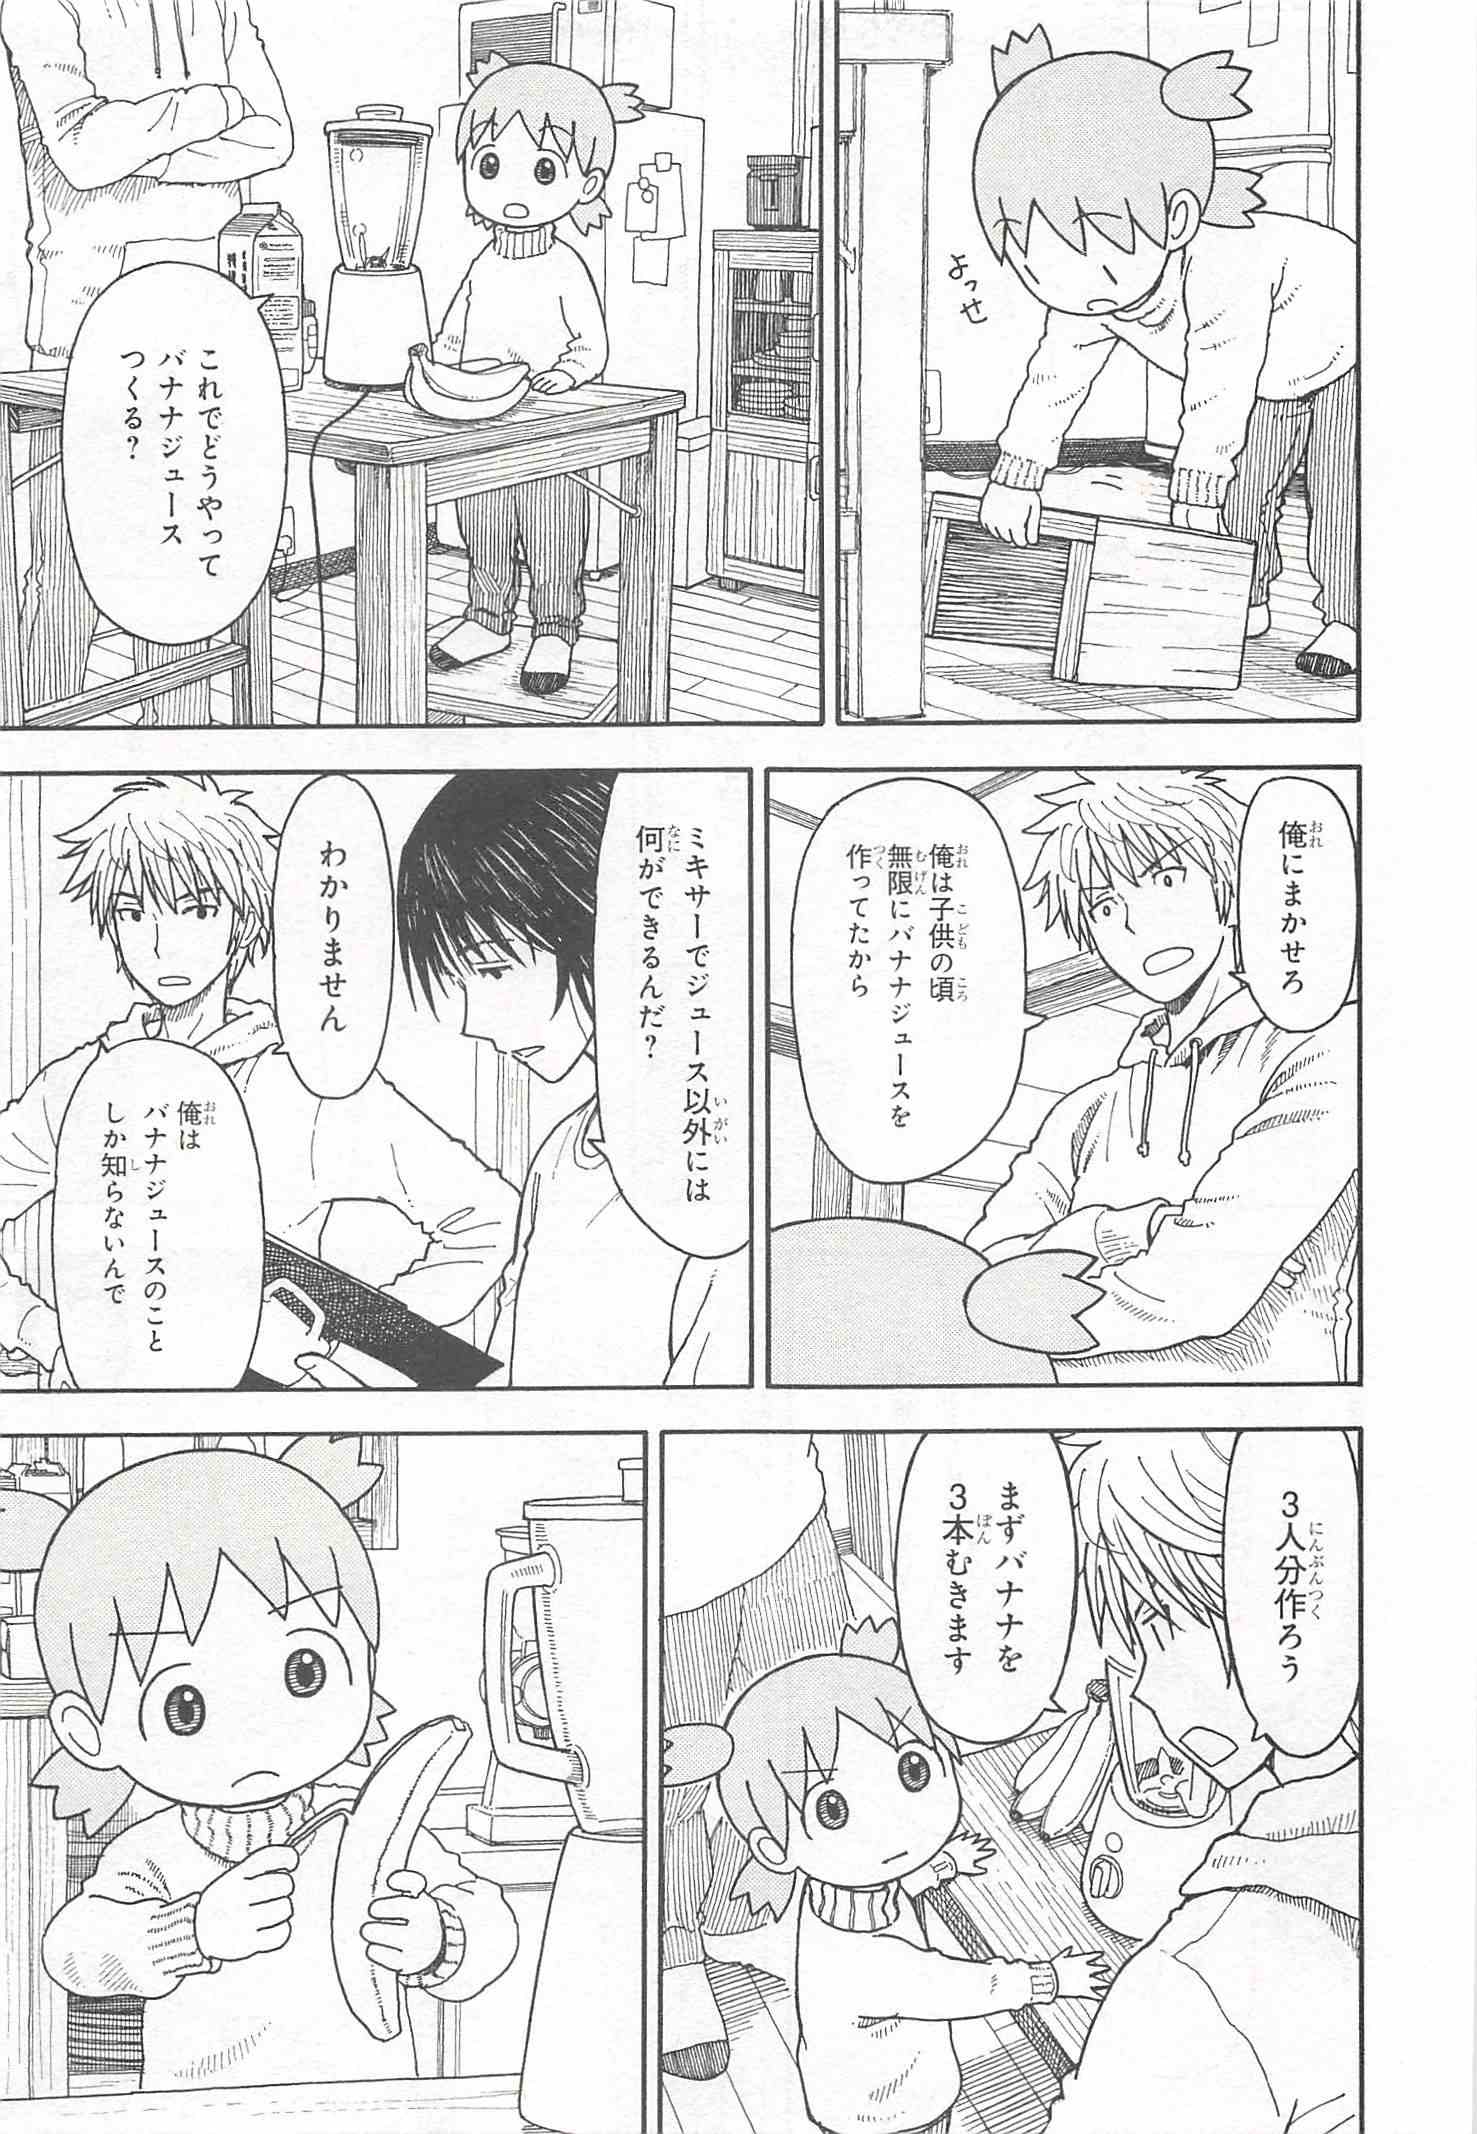 よっせ
これでどうやって
バナナジュース
つくる？
俺にまかせろ
俺は子供の頃
無限にバナナジュースを
作ってたから
ミキサーでジュース以外には
何ができるんだ？
わかりません
俺は
バナナジュースのこと
しか知らないんで
3人分作ろう
まずバナナを
3本むきます